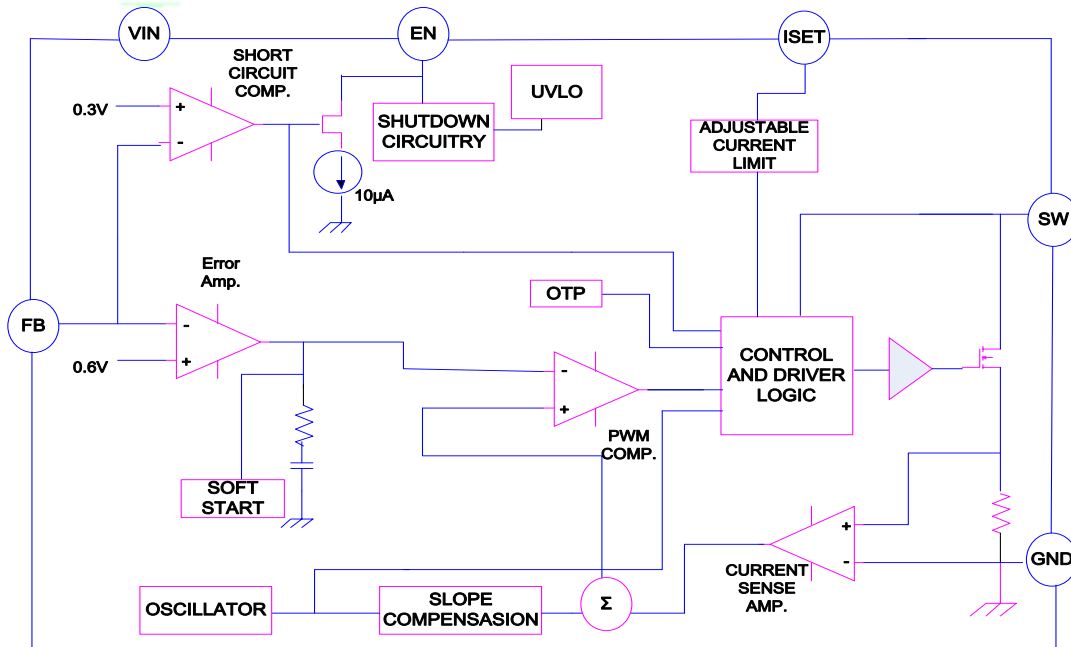 VIN
EN
ISET
SHORT
CIRCUIT
COMP.
0.3V
+
-
UVLO
SHUTDOWN
CIRCUITRY
ADJUSTABLE
CURRENT
LIMIT
10µA
SW
Error
Amp.
OTP
FB
-
+
0.6V
CONTROL
AND DRIVER
LOGIC
-
+
PWM
COMP.
SOFT
START
+
-
CURRENT
SENSE
AMP.
GND
OSCILLATOR
SLOPE
COMPENSASION
Σ